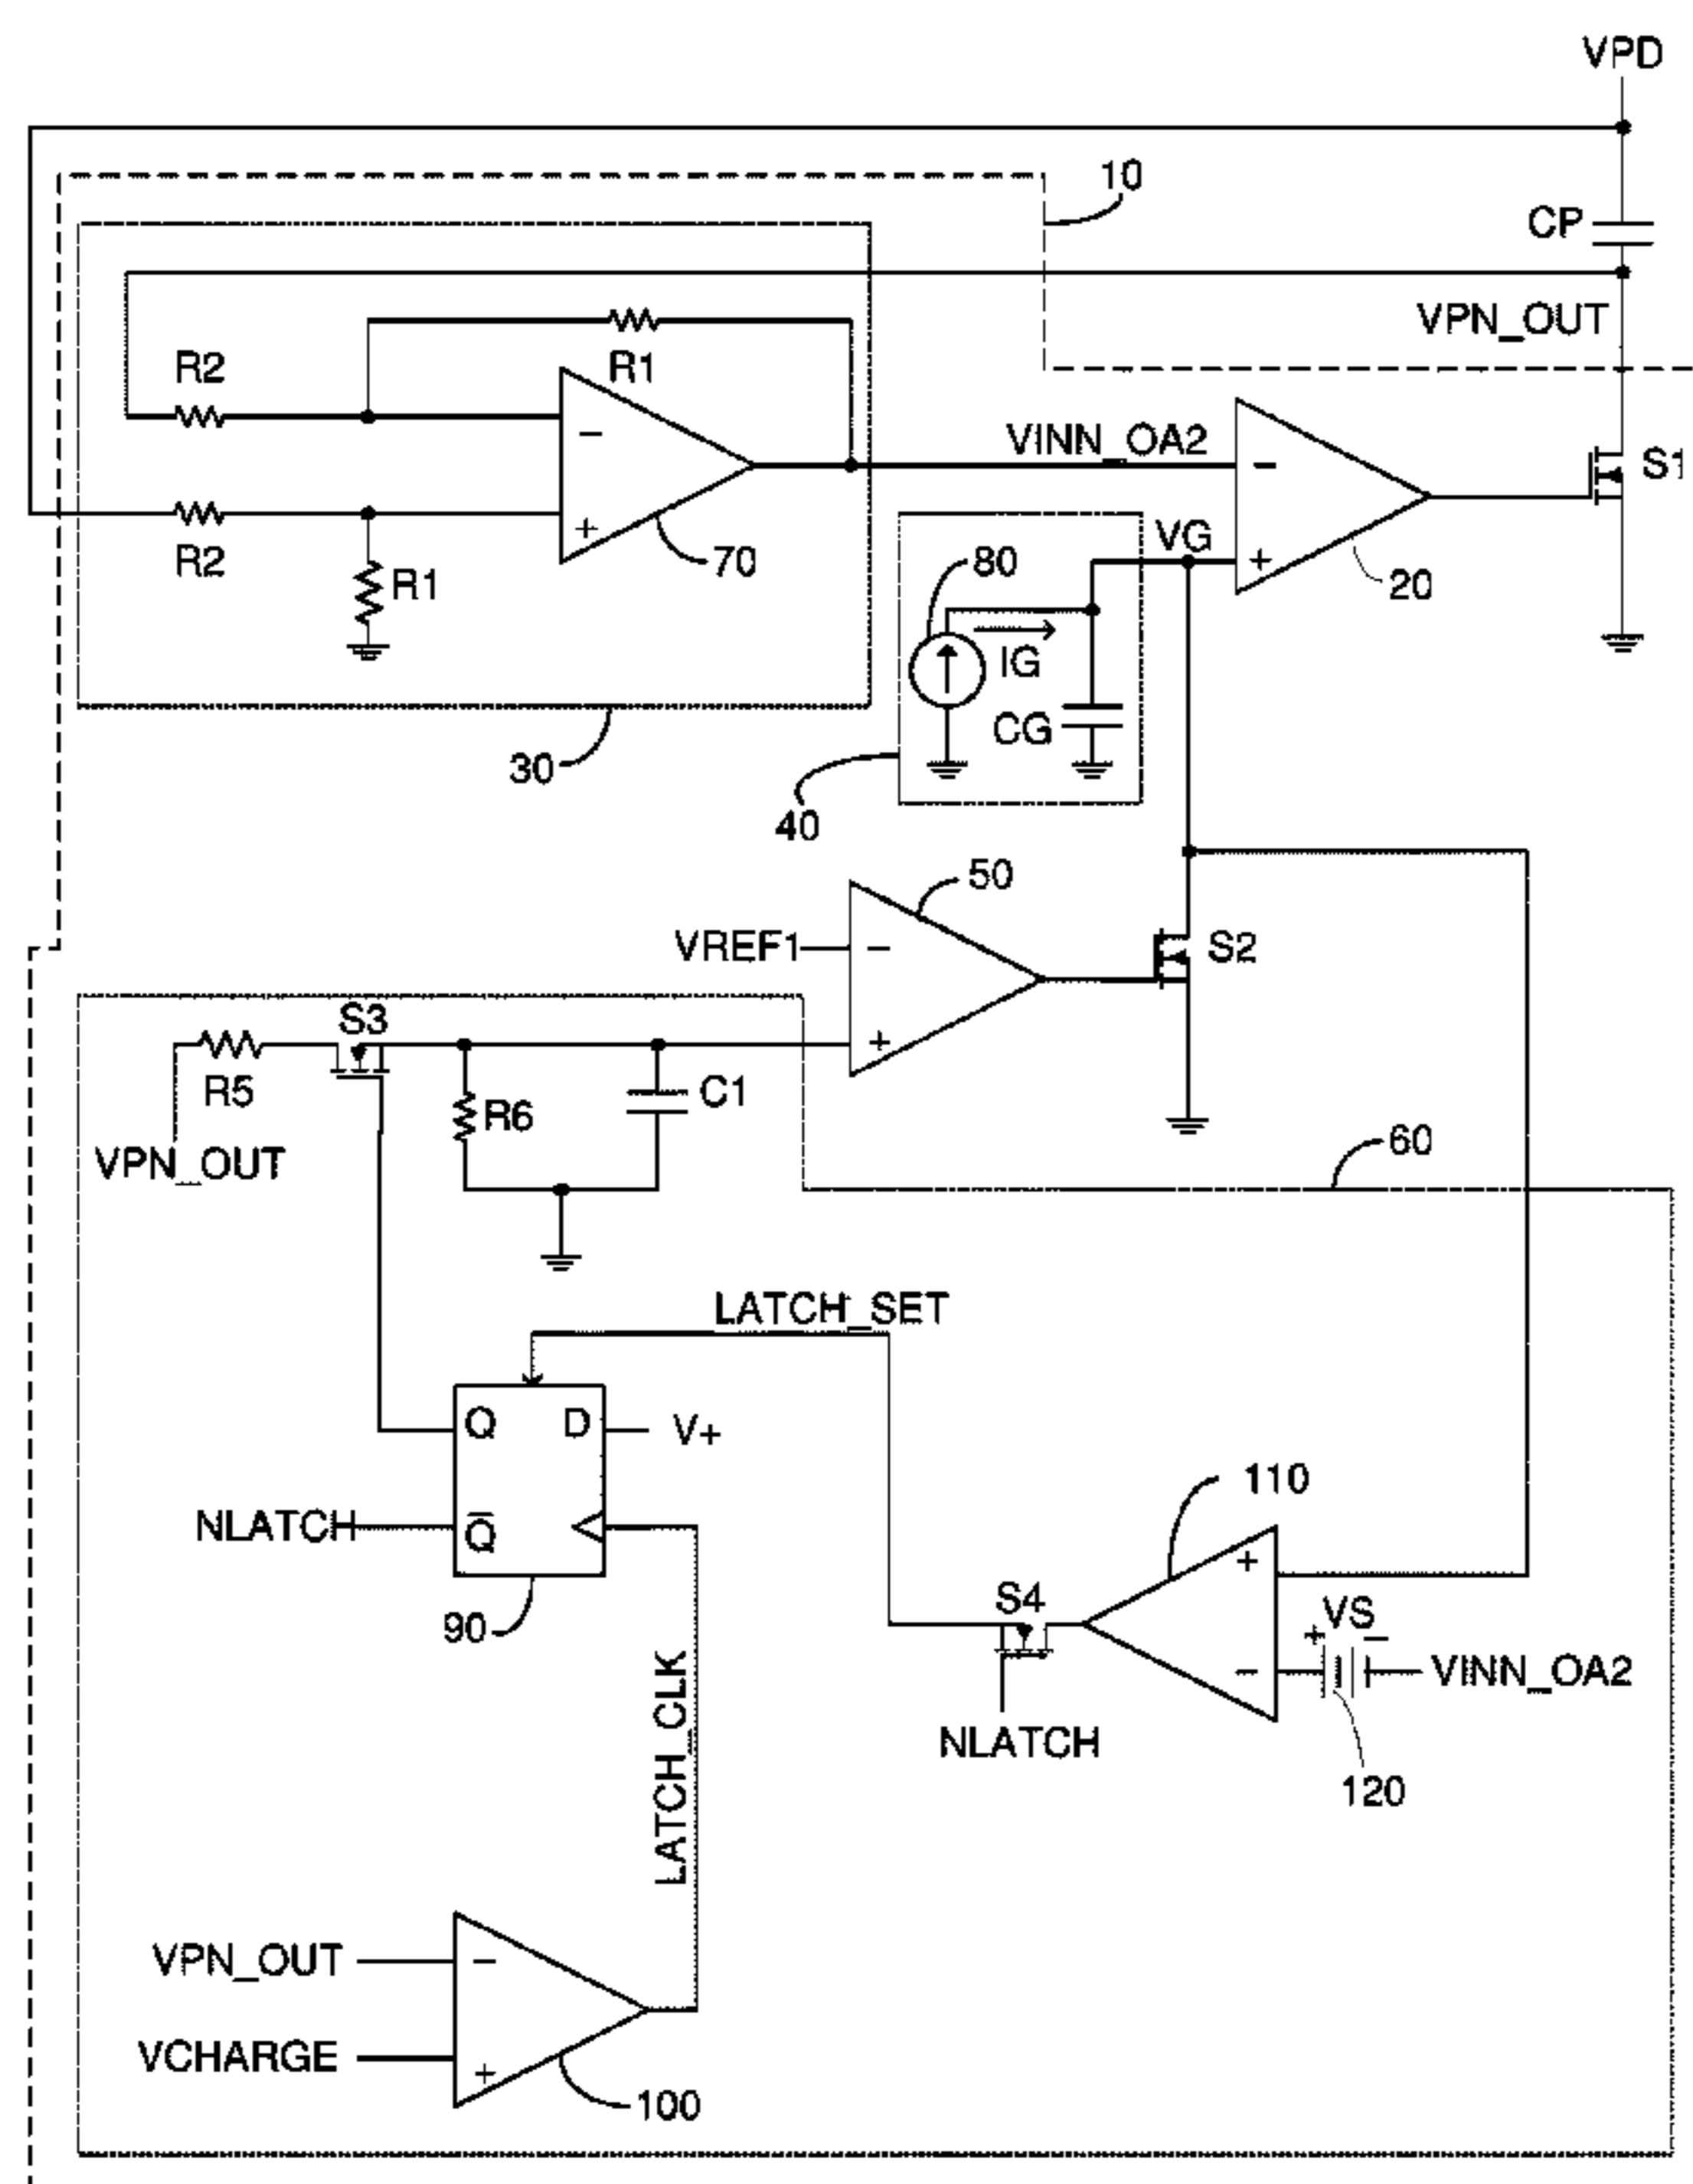 VPD
10
CP
VPN_OUT
R2
R1
−
VINN_OA2
−
S1
R2
+
70
R1
VG
+
20
80
IG
CG
30
40
50
VREF1
−
S2
S3
+
R5
R6
C1
VPN_OUT
60
LATCH_SET
Q
D
V+
NLATCH
Q̅
110
+
90
S4
+
VS
−
−
VINN_OA2
NLATCH
LATCH_CLK
120
VPN_OUT
−
VCHARGE
+
100